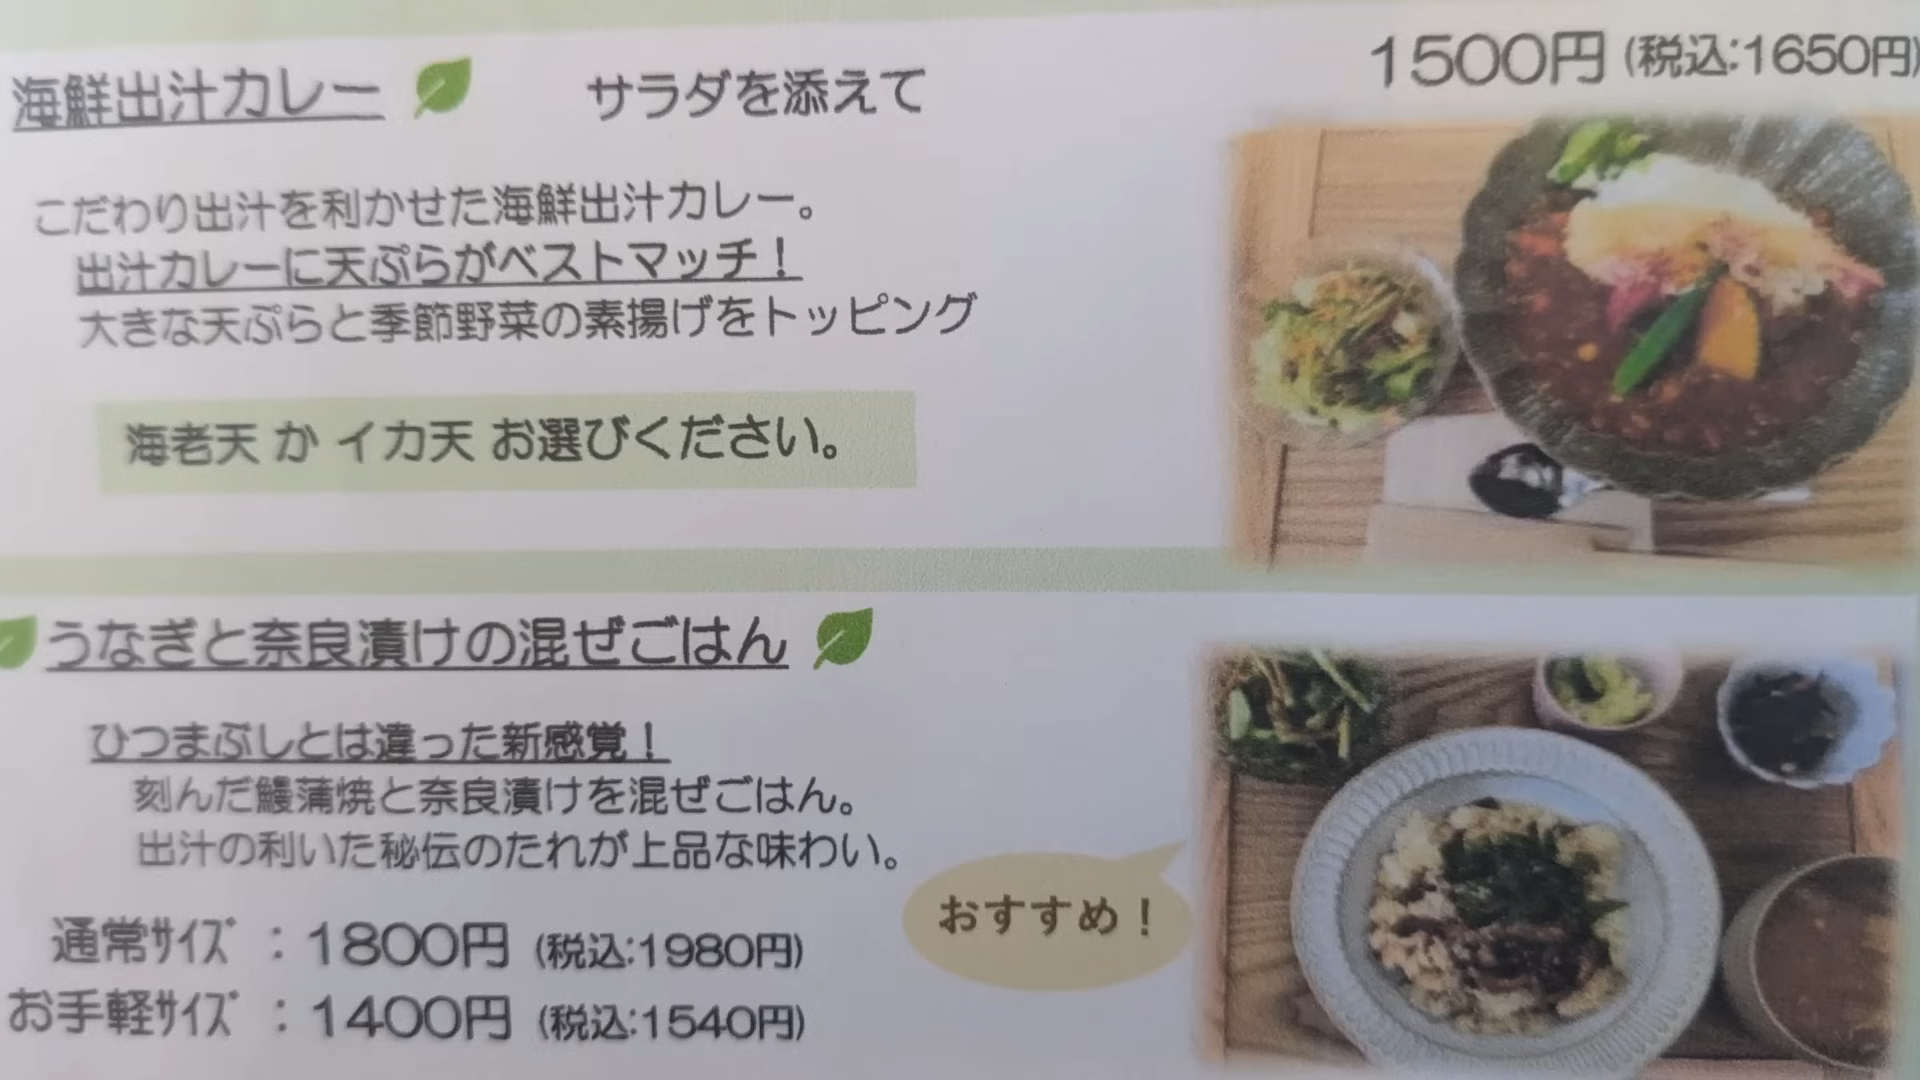 海鮮出汁カレー サラダを添えて 1500円 (税込:1650円)
こだわり出汁を利かせた海鮮出汁カレー。
出汁カレーに天ぷらがベストマッチ！
大きな天ぷらと季節野菜の素揚げをトッピング
海老天 か イカ天 お選びください。
うなぎと奈良漬けの混ぜごはん
ひつまぶしとは違った新感覚！
刻んだ鰻蒲焼と奈良漬けを混ぜごはん。
出汁の利いた秘伝のたれが上品な味わい。
おすすめ！
通常ｻｲｽﾞ ：1800円 (税込:1980円)
お手軽ｻｲｽﾞ ：1400円 (税込:1540円)